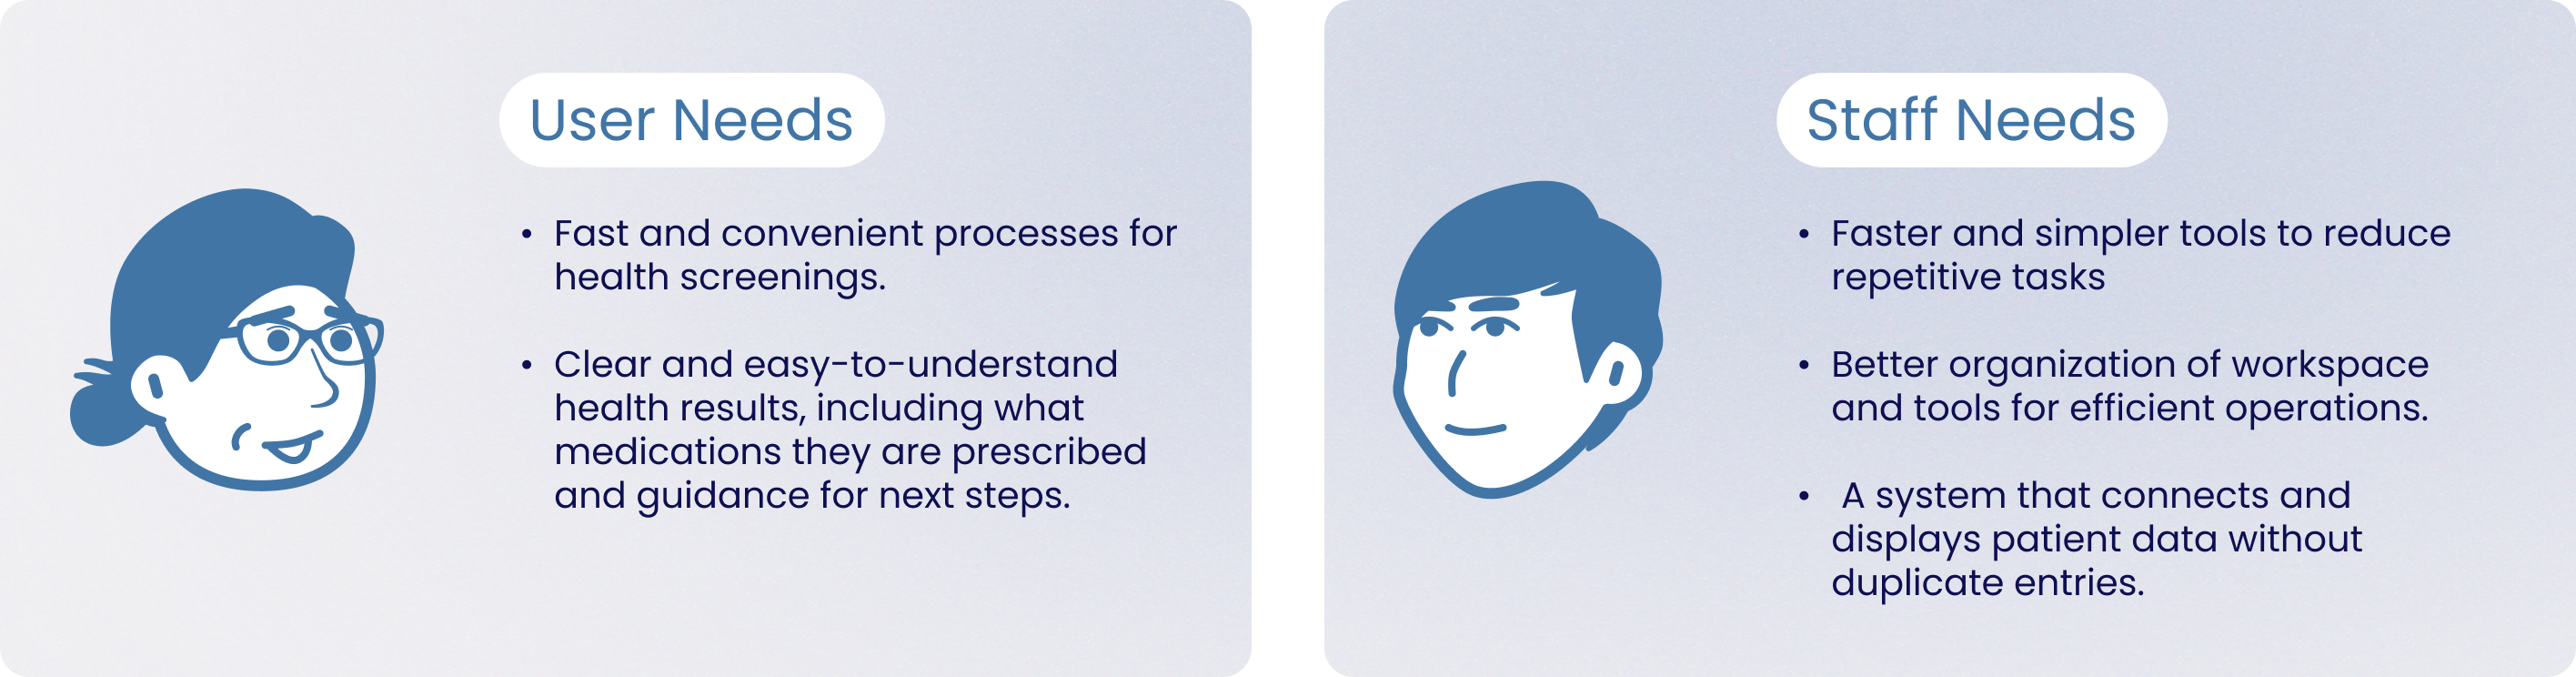 User Needs
• Fast and convenient processes for
health screenings.
• Clear and easy-to-understand
health results, including what
medications they are prescribed
and guidance for next steps.
Staff Needs
• Faster and simpler tools to reduce
repetitive tasks
• Better organization of workspace
and tools for efficient operations.
• A system that connects and
displays patient data without
duplicate entries.